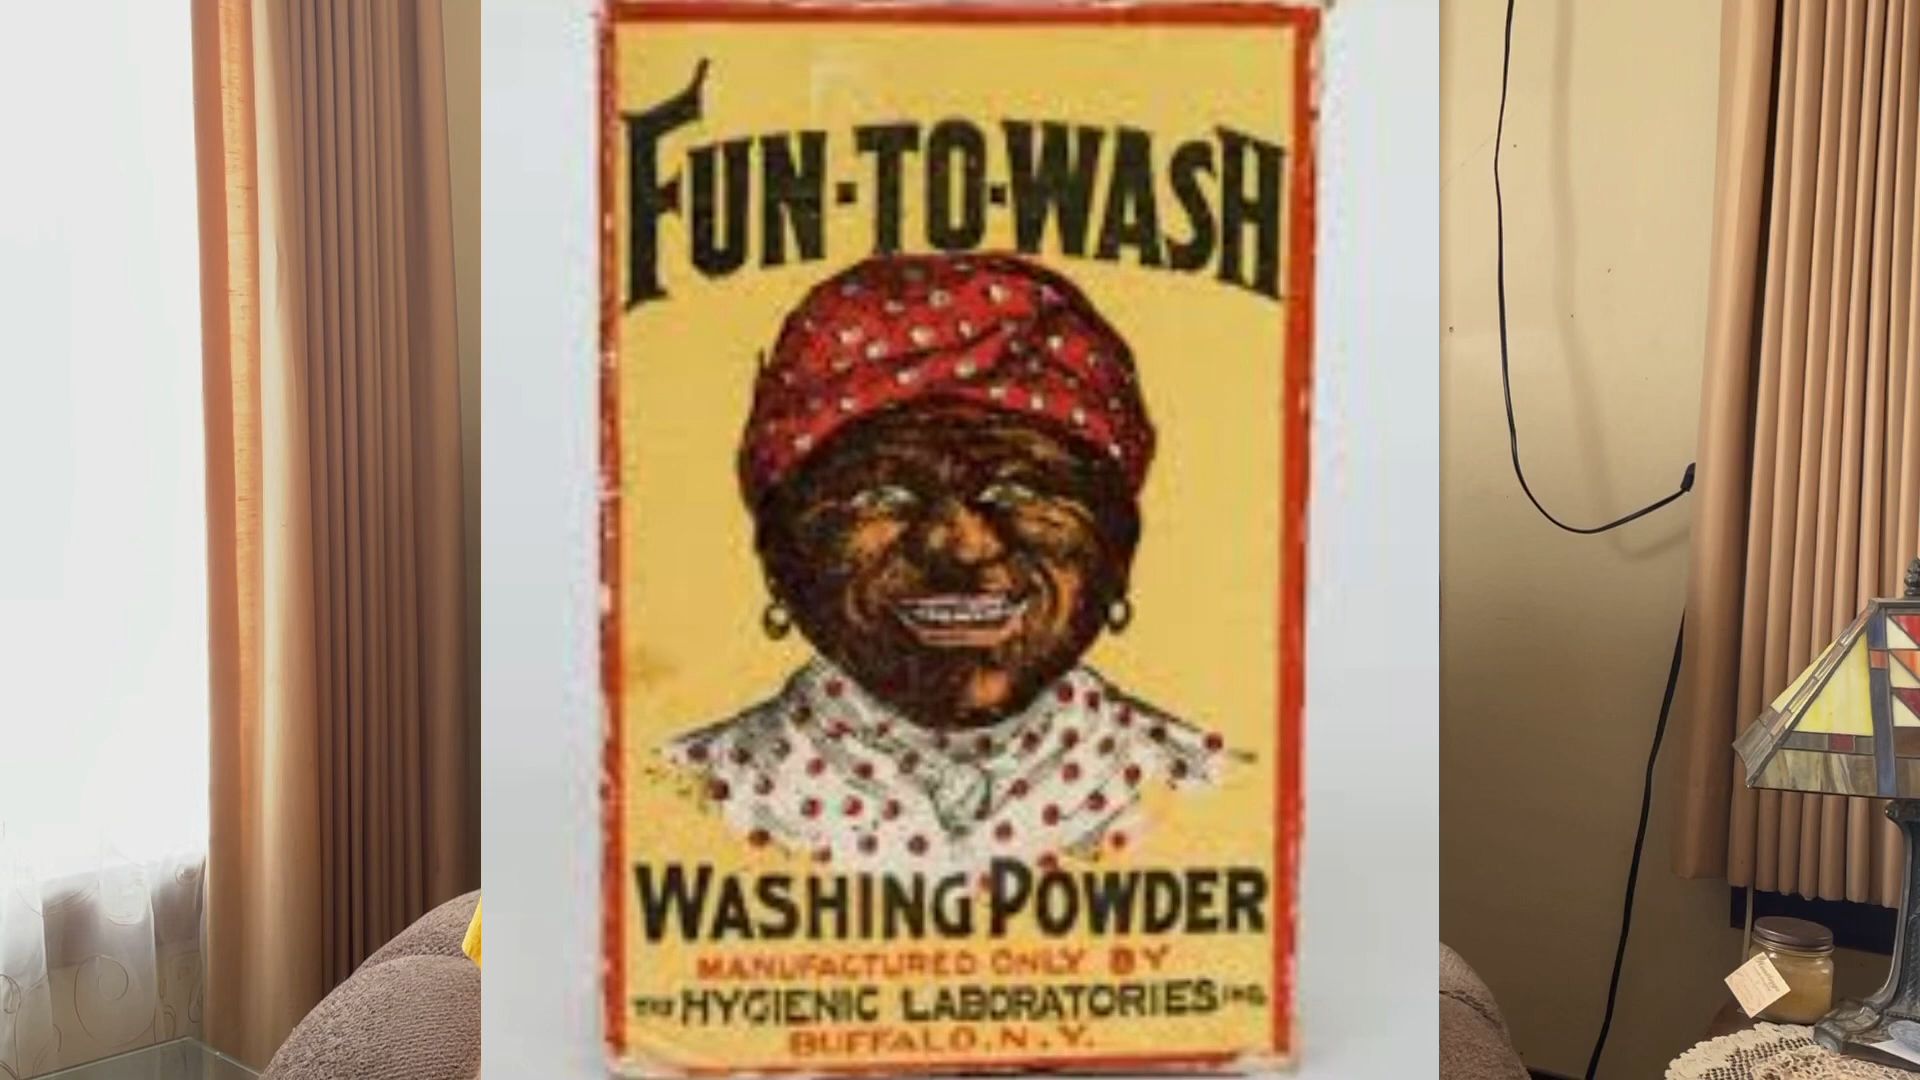 FUN-TO-WASH
WASHING POWDER
MANUFACTURED ONLY BY
THE HYGIENIC LABORATORIES INC.
BUFFALO, N.Y.